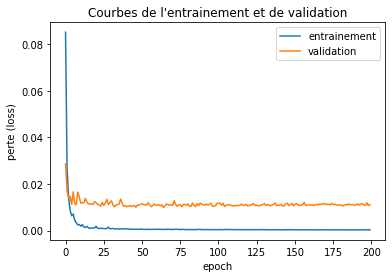 Courbes de l'entrainement et de validation
entrainement
validation
perte (loss)
0.08
0.06
0.04
0.02
0.00
0
25
50
75
100
125
150
175
200
epoch